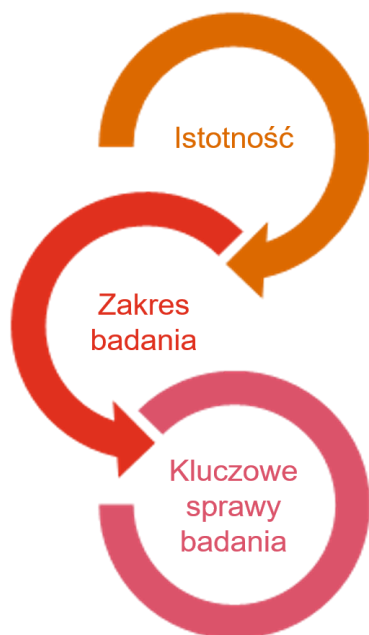 Istotność
Zakres
badania
Kluczowe
sprawy
badania